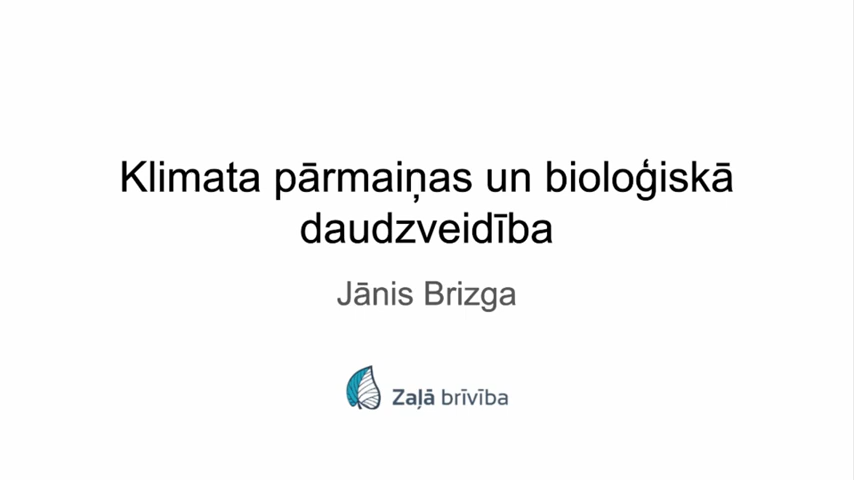 Klimata pārmaiņas un bioloģiskā
daudzveidība
Jānis Brizga
Zaļā brīvība